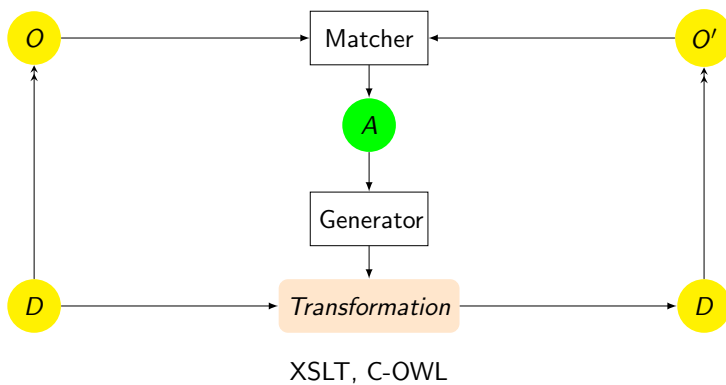 O Matcher O′
A
Generator
D Transformation D
XSLT, C-OWL